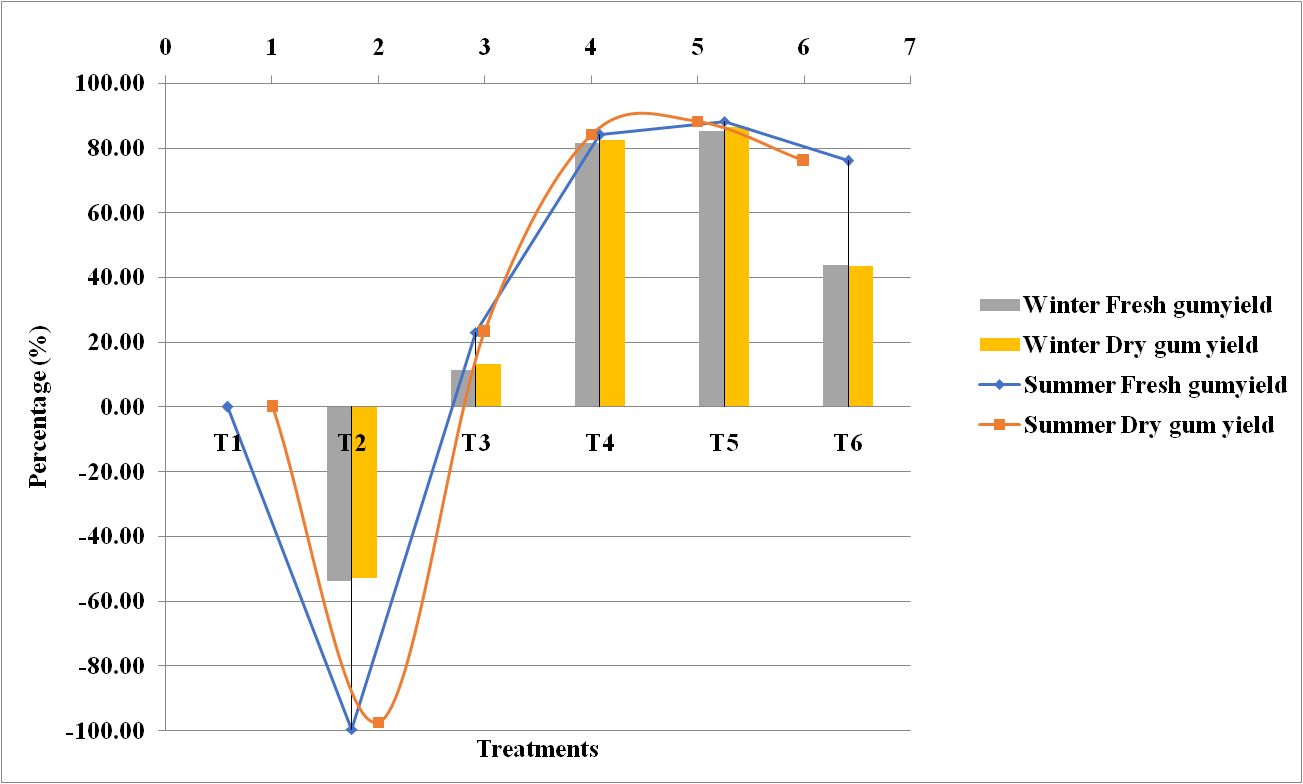 0 1 2 3 4 5 6 7
100.00
80.00
60.00
40.00
20.00
0.00
-20.00
-40.00
-60.00
-80.00
-100.00
Percentage (%)
T1 T2 T3 T4 T5 T6
Treatments
Winter Fresh gumyield
Winter Dry gum yield
Summer Fresh gumyield
Summer Dry gum yield